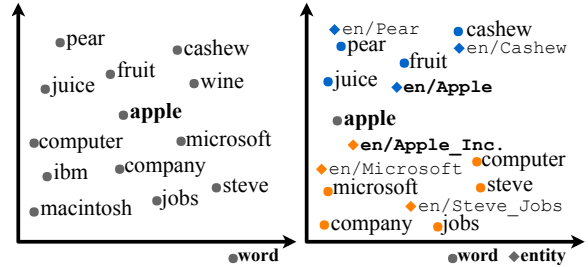 pear
cashew
fruit
juice
wine
apple
computer
microsoft
ibm
company
steve
macintosh
jobs
word
en/Pear
cashew
pear
en/Cashew
fruit
juice
en/Apple
apple
en/Apple_Inc.
computer
en/Microsoft
microsoft
steve
en/Steve_Jobs
company
jobs
word entity